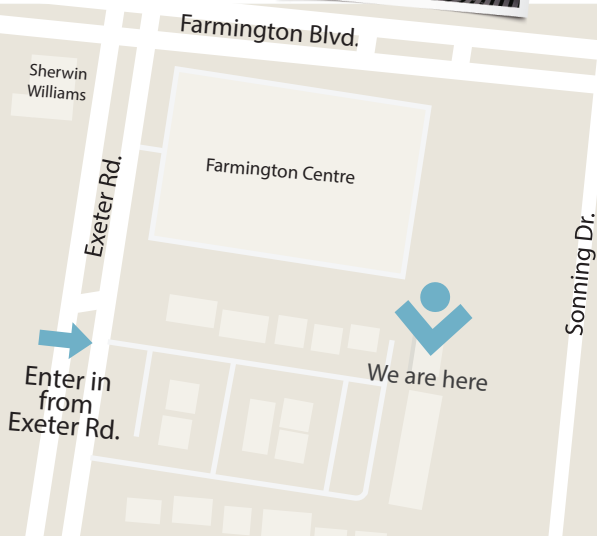 Farmington Blvd.
Sherwin
Williams
Exeter Rd.
Farmington Centre
Sonning Dr.
Enter in
from
Exeter Rd.
We are here